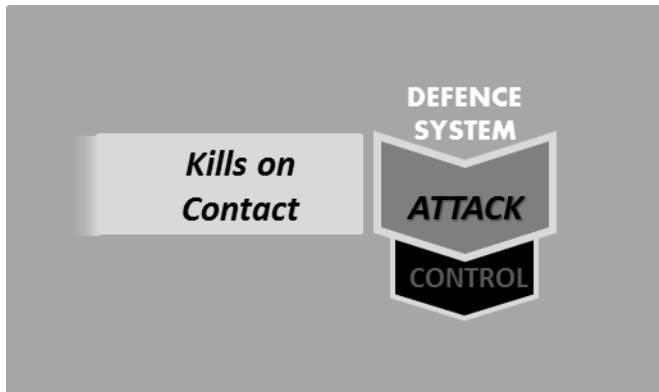 Kills on
Contact
DEFENCE
SYSTEM
ATTACK
CONTROL